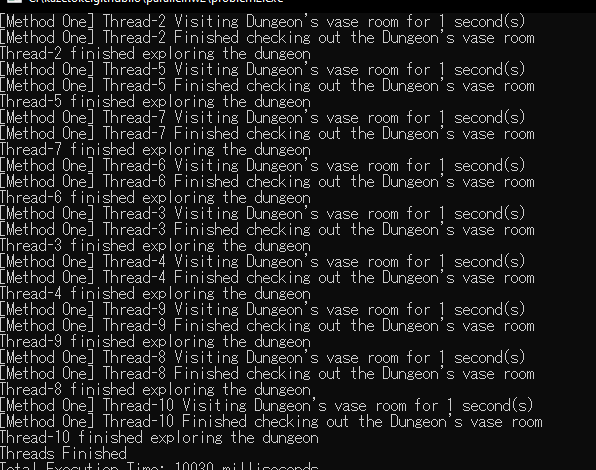 [Method One] Thread-2 Visiting Dungeon's vase room for 1 second(s)
[Method One] Thread-2 Finished checking out the Dungeon's vase room
Thread-2 finished exploring the dungeon
[Method One] Thread-5 Visiting Dungeon's vase room for 1 second(s)
[Method One] Thread-5 Finished checking out the Dungeon's vase room
Thread-5 finished exploring the dungeon
[Method One] Thread-7 Visiting Dungeon's vase room for 1 second(s)
[Method One] Thread-7 Finished checking out the Dungeon's vase room
Thread-7 finished exploring the dungeon
[Method One] Thread-6 Visiting Dungeon's vase room for 1 second(s)
[Method One] Thread-6 Finished checking out the Dungeon's vase room
Thread-6 finished exploring the dungeon
[Method One] Thread-3 Visiting Dungeon's vase room for 1 second(s)
[Method One] Thread-3 Finished checking out the Dungeon's vase room
Thread-3 finished exploring the dungeon
[Method One] Thread-4 Visiting Dungeon's vase room for 1 second(s)
[Method One] Thread-4 Finished checking out the Dungeon's vase room
Thread-4 finished exploring the dungeon
[Method One] Thread-9 Visiting Dungeon's vase room for 1 second(s)
[Method One] Thread-9 Finished checking out the Dungeon's vase room
Thread-9 finished exploring the dungeon
[Method One] Thread-8 Visiting Dungeon's vase room for 1 second(s)
[Method One] Thread-8 Finished checking out the Dungeon's vase room
Thread-8 finished exploring the dungeon
[Method One] Thread-10 Visiting Dungeon's vase room for 1 second(s)
[Method One] Thread-10 Finished checking out the Dungeon's vase room
Thread-10 finished exploring the dungeon
Threads Finished
Total Execution Time: 10030 milliseconds